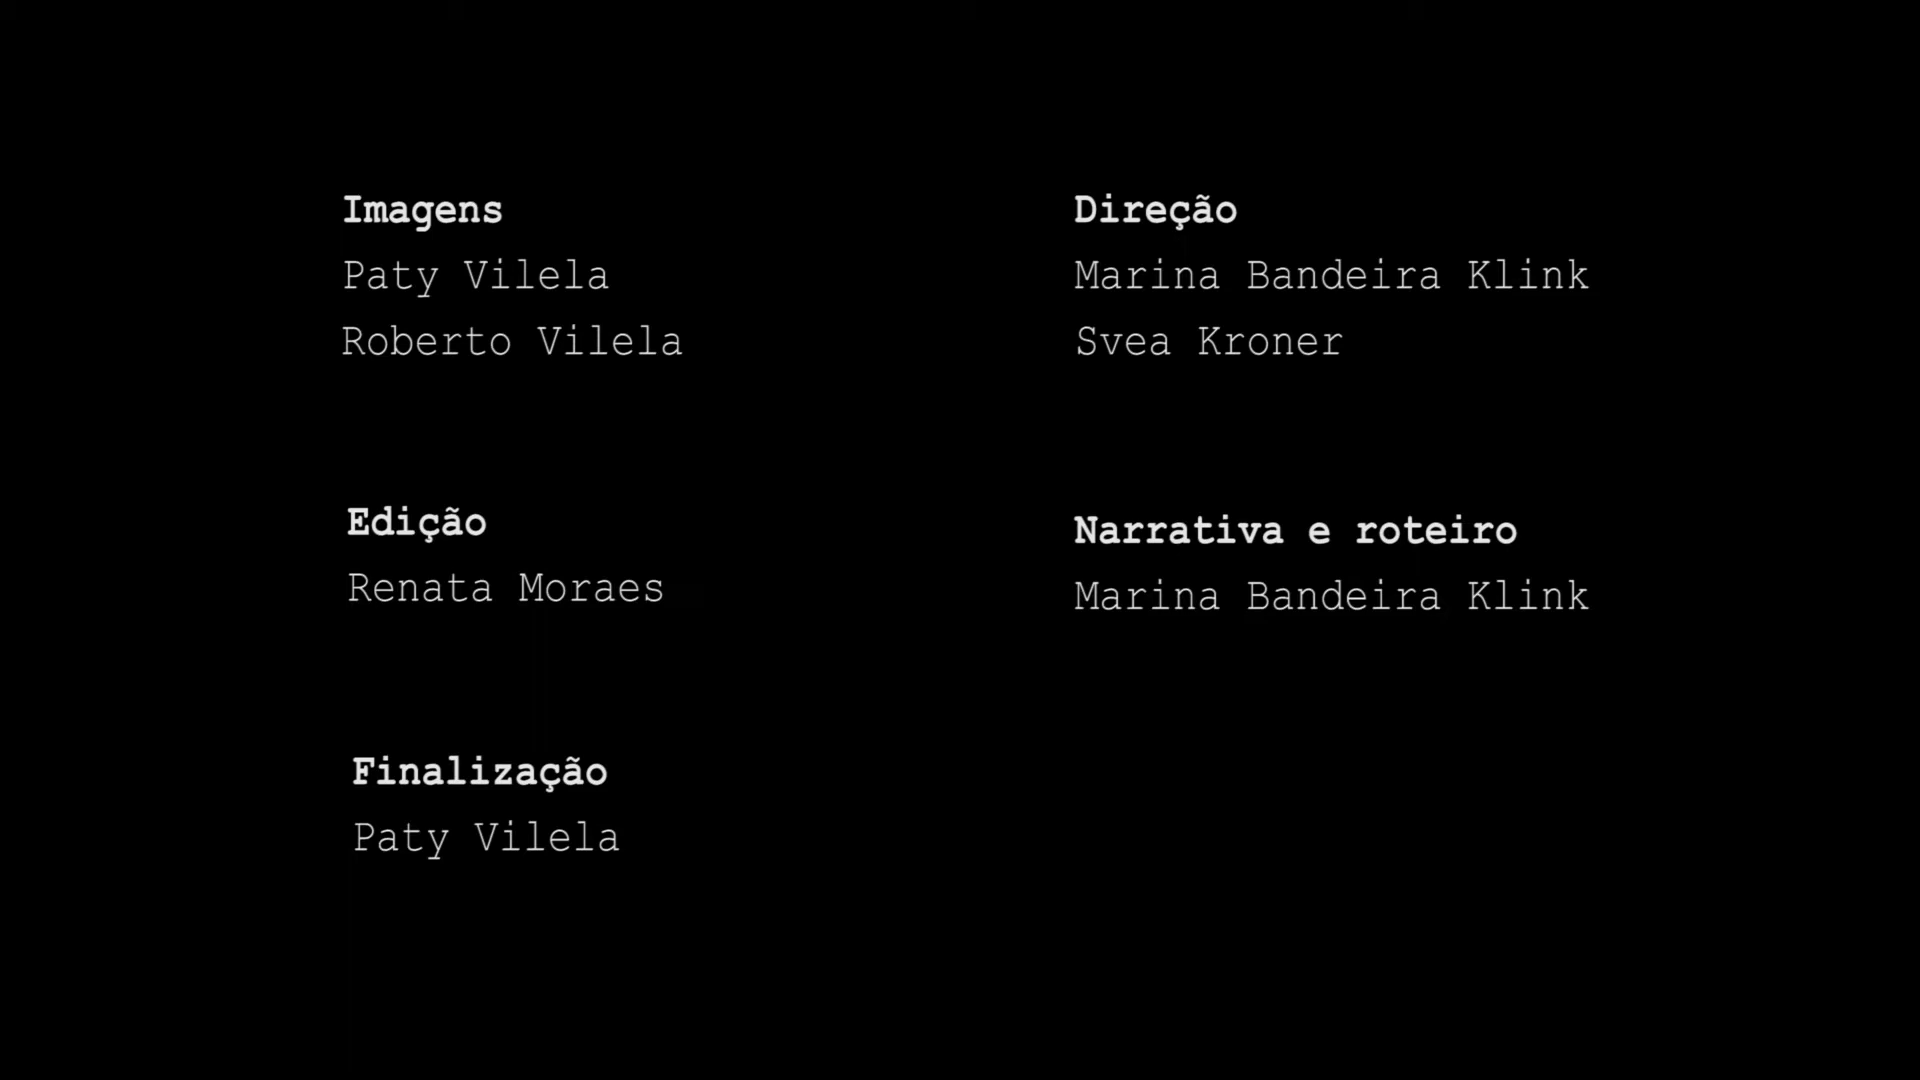 Imagens
Paty Vilela
Roberto Vilela
Edição
Renata Moraes
Finalização
Paty Vilela
Direção
Marina Bandeira Klink
Svea Kroner
Narrativa e roteiro
Marina Bandeira Klink